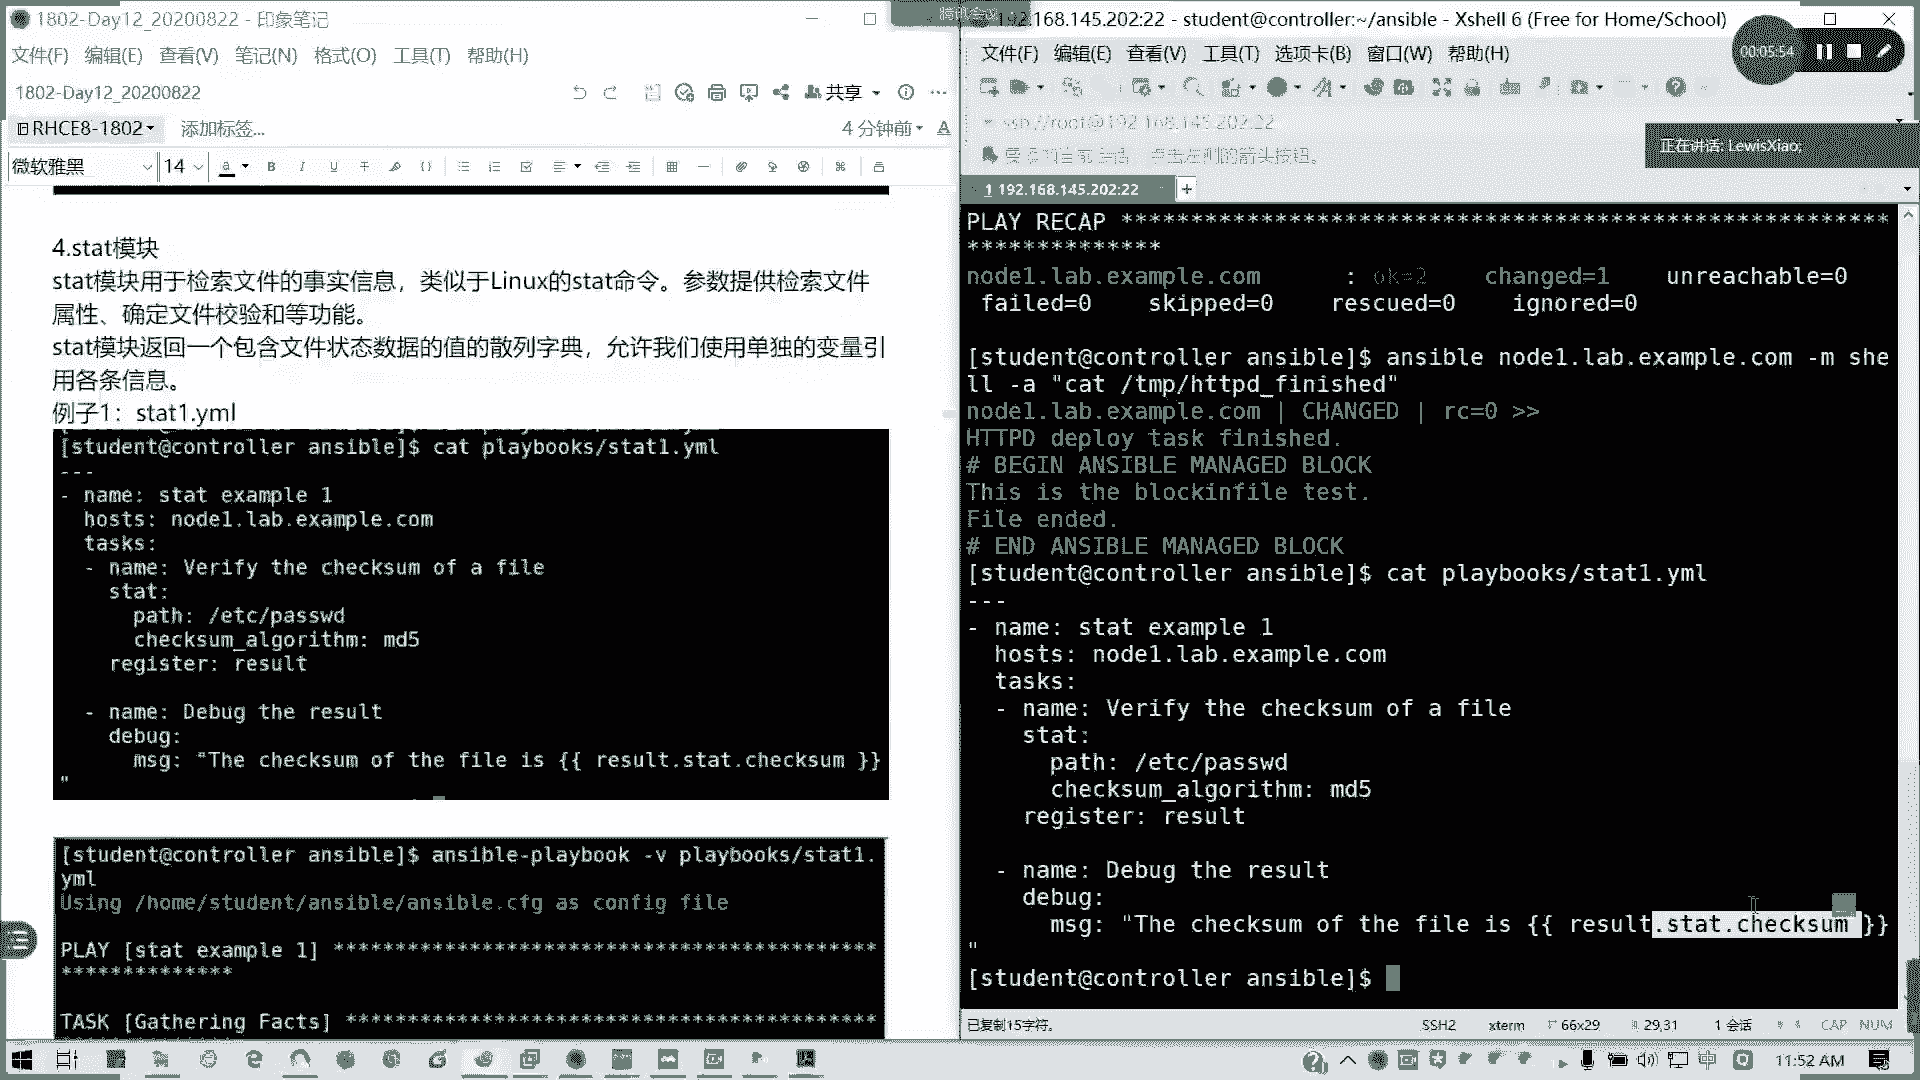 1802-Day12_20200822 - 印象笔记
文件(F) 编辑(E) 查看(V) 笔记(N) 格式(O) 工具(T) 帮助(H)
1802-Day12_20200822
共享
RHCE8-1802 添加标签...
4 分钟前
微软雅黑 14
4.stat模块
stat模块用于检索文件的事实信息，类似于Linux的stat命令。参数提供检索文件
属性、确定文件校验和等功能。
stat模块返回一个包含文件状态数据的值的散列字典，允许我们使用单独的变量引
用各条信息。
例子1：stat1.yml
[student@controller ansible]$ cat playbooks/stat1.yml
---
- name: stat example 1
  hosts: node1.lab.example.com
  tasks:
  - name: Verify the checksum of a file
    stat:
      path: /etc/passwd
      checksum_algorithm: md5
    register: result

  - name: Debug the result
    debug:
      msg: "The checksum of the file is {{ result.stat.checksum }}
"
[student@controller ansible]$ ansible-playbook -v playbooks/stat1.
yml
Using /home/student/ansible/ansible.cfg as config file
PLAY [stat example 1] *********************************************
**************
TASK [Gathering Facts] ********************************************
腾讯会议
192.168.145.202:22 - student@controller:~/ansible - Xshell 6 (Free for Home/School)
文件(F) 编辑(E) 查看(V) 工具(T) 选项卡(B) 窗口(W) 帮助(H)
00:05:54
ssh://root@192.168.145.202:22
正在讲话: LewisXiao;
1 192.168.145.202:22
PLAY RECAP ********************************************************
**************
node1.lab.example.com      : ok=2    changed=1    unreachable=0
 failed=0    skipped=0    rescued=0    ignored=0
[student@controller ansible]$ ansible node1.lab.example.com -m she
ll -a "cat /tmp/httpd_finished"
node1.lab.example.com | CHANGED | rc=0 >>
HTTPD deploy task finished.
# BEGIN ANSIBLE MANAGED BLOCK
This is the blockinfile test.
File ended.
# END ANSIBLE MANAGED BLOCK
[student@controller ansible]$ cat playbooks/stat1.yml
---
- name: stat example 1
  hosts: node1.lab.example.com
  tasks:
  - name: Verify the checksum of a file
    stat:
      path: /etc/passwd
      checksum_algorithm: md5
    register: result

  - name: Debug the result
    debug:
      msg: "The checksum of the file is {{ result.stat.checksum }}
"
[student@controller ansible]$
已复制15字符。 SSH2 xterm 66x29 29,31 1 会话 CAP NUM
中 11:52 AM